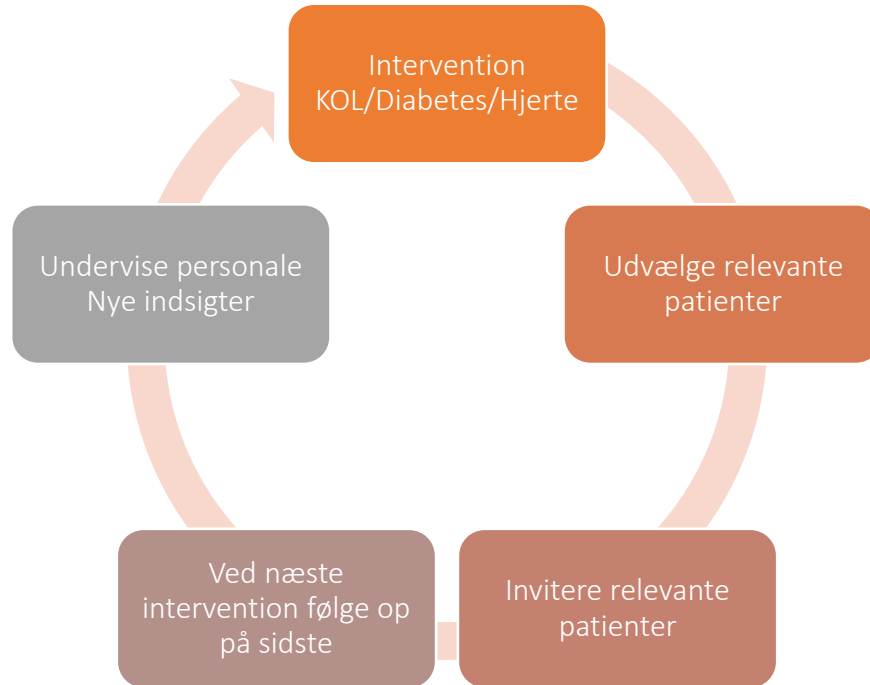 Intervention
KOL/Diabetes/Hjerte
Udvælge relevante
patienter
Invitere relevante
patienter
Ved næste
intervention følge op
på sidste
Undervise personale
Nye indsigter